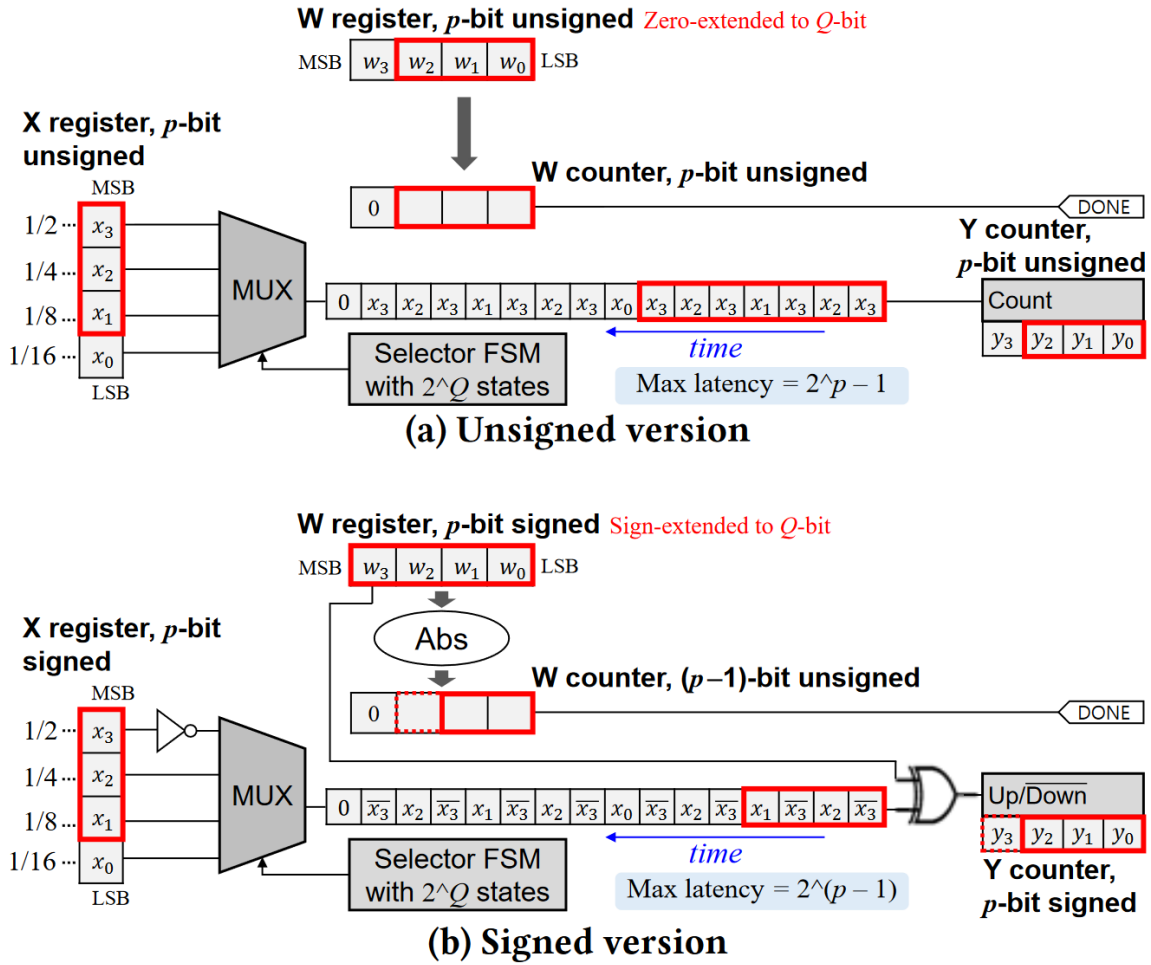 W register, p-bit unsigned Zero-extended to Q-bit
MSB w₃ w₂ w₁ w₀ LSB
X register, p-bit
unsigned
W counter, p-bit unsigned
MSB
0
DONE
1/2 ··· x₃
1/4 ··· x₂
1/8 ··· x₁
1/16 ··· x₀
LSB
MUX
Y counter,
p-bit unsigned
0 x₃ x₂ x₃ x₁ x₃ x₂ x₃ x₀ x₃ x₂ x₃ x₁ x₃ x₂ x₃
Count
y₃ y₂ y₁ y₀
Selector FSM
with 2^Q states
time
Max latency = 2^p – 1
(a) Unsigned version
W register, p-bit signed Sign-extended to Q-bit
MSB w₃ w₂ w₁ w₀ LSB
Abs
X register, p-bit
signed
W counter, (p–1)-bit unsigned
MSB
0
DONE
1/2 ··· x₃
1/4 ··· x₂
1/8 ··· x₁
1/16 ··· x₀
LSB
MUX
0 x̅₃ x₂ x̅₃ x₁ x̅₃ x₂ x̅₃ x₀ x̅₃ x₂ x̅₃ x₁ x̅₃ x₂ x̅₃
Up/D̅o̅w̅n̅
y₃ y₂ y₁ y₀
Selector FSM
with 2^Q states
time
Max latency = 2^(p – 1)
Y counter,
p-bit signed
(b) Signed version